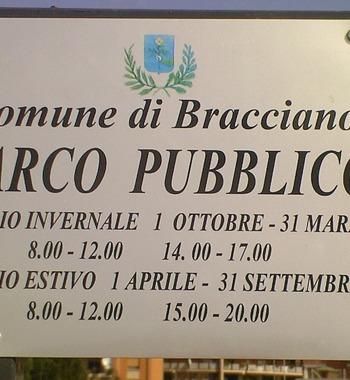 omune di Bracciano
ARCO PUBBLICO
IO INVERNALE 1 OTTOBRE - 31 MAR
8.00 - 12.00 14. 00 - 17.00
IO ESTIVO 1 APRILE - 31 SETTEMBR
8.00 - 12.00 15.00 - 20.00